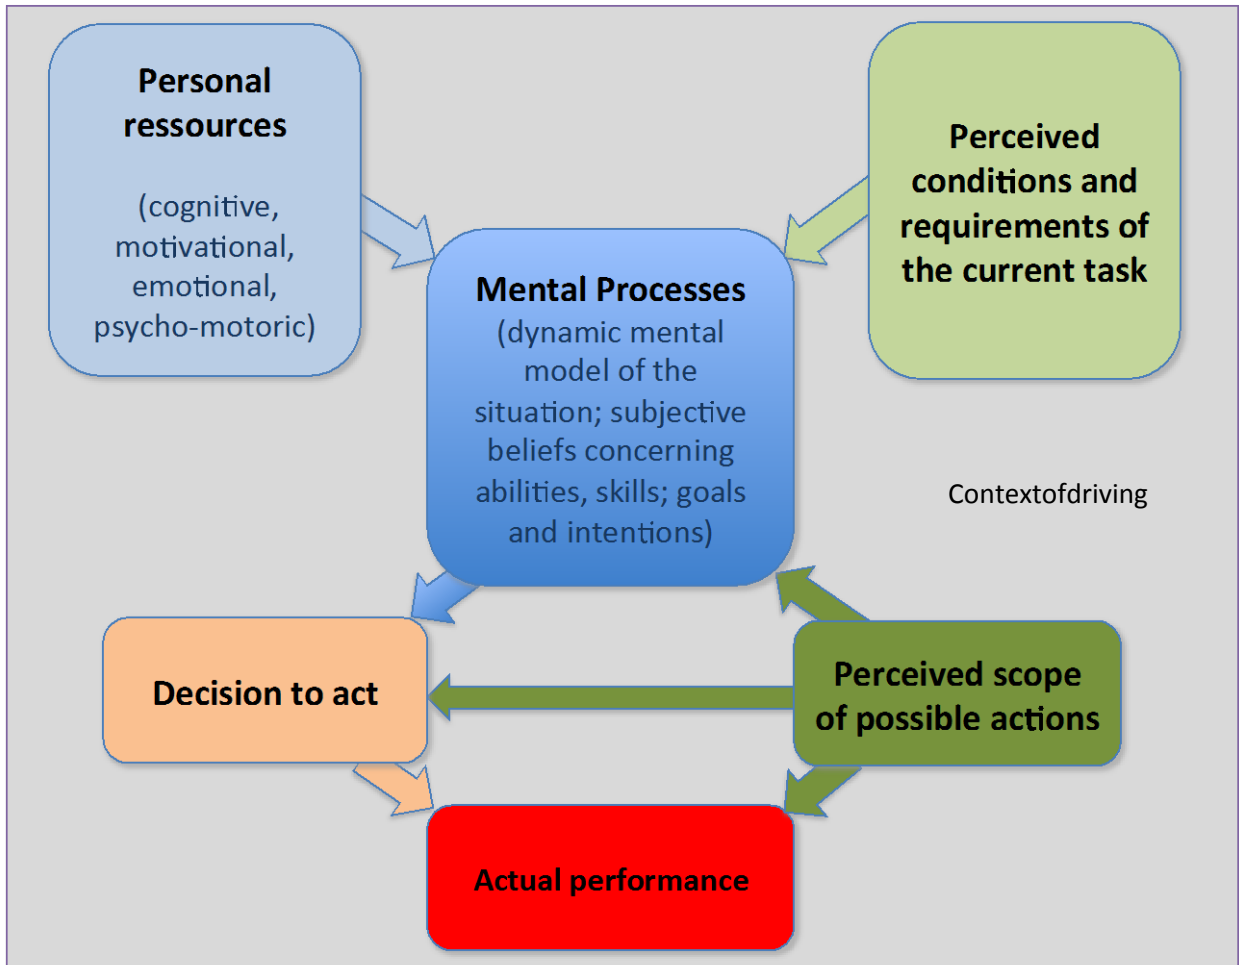 Personal
ressources
(cognitive,
motivational,
emotional,
psycho-motoric)
Perceived
conditions and
requirements of
the current task
Mental Processes
(dynamic mental
model of the
situation; subjective
beliefs concerning
abilities, skills; goals
and intentions)
Contextofdriving
Decision to act
Perceived scope
of possible actions
Actual performance